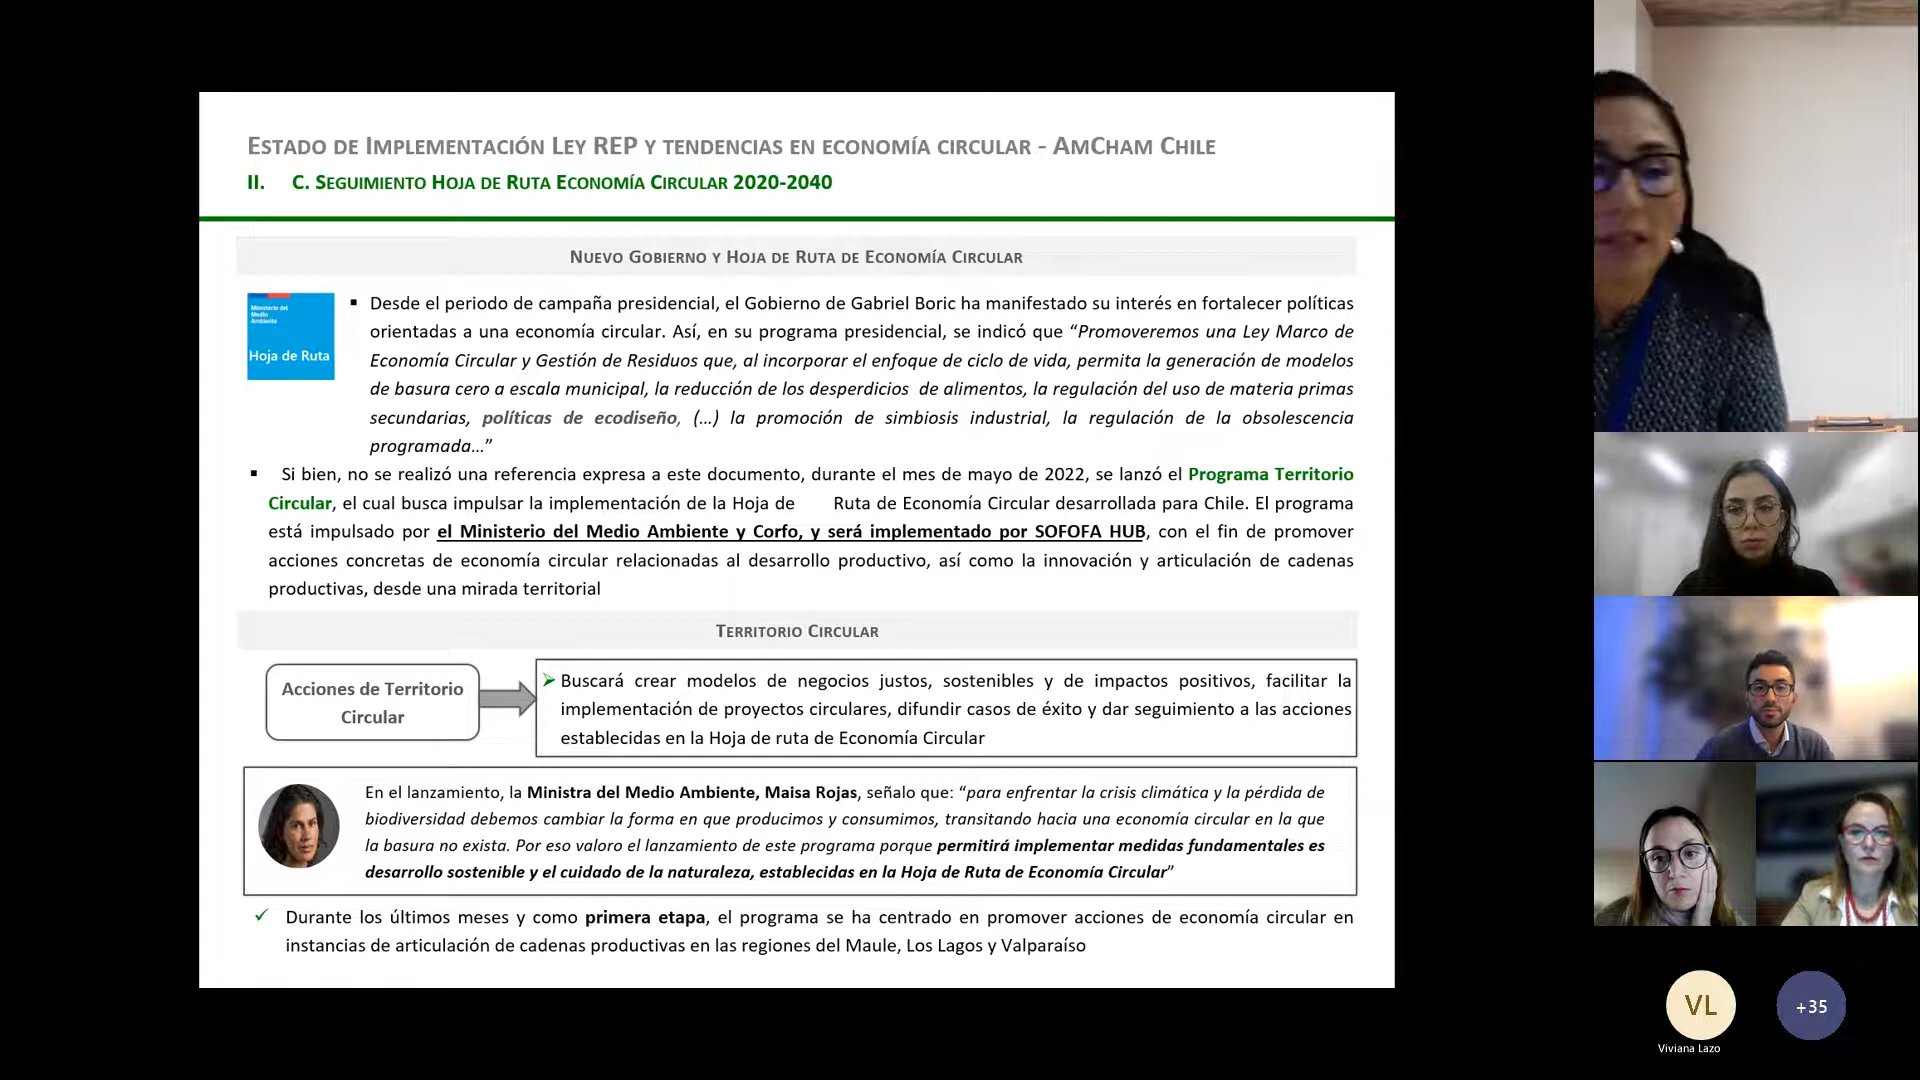 Estado de Implementación Ley REP y tendencias en economía circular - AmCham Chile
II. C. Seguimiento Hoja de Ruta Economía Circular 2020-2040
Nuevo Gobierno y Hoja de Ruta de Economía Circular
Ministerio del
Medio
Ambiente
Hoja de Ruta
▪ Desde el periodo de campaña presidencial, el Gobierno de Gabriel Boric ha manifestado su interés en fortalecer políticas
orientadas a una economía circular. Así, en su programa presidencial, se indicó que “Promoveremos una Ley Marco de
Economía Circular y Gestión de Residuos que, al incorporar el enfoque de ciclo de vida, permita la generación de modelos
de basura cero a escala municipal, la reducción de los desperdicios de alimentos, la regulación del uso de materia primas
secundarias, políticas de ecodiseño, (…) la promoción de simbiosis industrial, la regulación de la obsolescencia
programada…”
▪ Si bien, no se realizó una referencia expresa a este documento, durante el mes de mayo de 2022, se lanzó el Programa Territorio
Circular, el cual busca impulsar la implementación de la Hoja de Ruta de Economía Circular desarrollada para Chile. El programa
está impulsado por el Ministerio del Medio Ambiente y Corfo, y será implementado por SOFOFA HUB, con el fin de promover
acciones concretas de economía circular relacionadas al desarrollo productivo, así como la innovación y articulación de cadenas
productivas, desde una mirada territorial
Territorio Circular
Acciones de Territorio
Circular
➢ Buscará crear modelos de negocios justos, sostenibles y de impactos positivos, facilitar la
implementación de proyectos circulares, difundir casos de éxito y dar seguimiento a las acciones
establecidas en la Hoja de ruta de Economía Circular
En el lanzamiento, la Ministra del Medio Ambiente, Maisa Rojas, señalo que: “para enfrentar la crisis climática y la pérdida de
biodiversidad debemos cambiar la forma en que producimos y consumimos, transitando hacia una economía circular en la que
la basura no exista. Por eso valoro el lanzamiento de este programa porque permitirá implementar medidas fundamentales es
desarrollo sostenible y el cuidado de la naturaleza, establecidas en la Hoja de Ruta de Economía Circular”
✓ Durante los últimos meses y como primera etapa, el programa se ha centrado en promover acciones de economía circular en
instancias de articulación de cadenas productivas en las regiones del Maule, Los Lagos y Valparaíso
VL
+35
Viviana Lazo